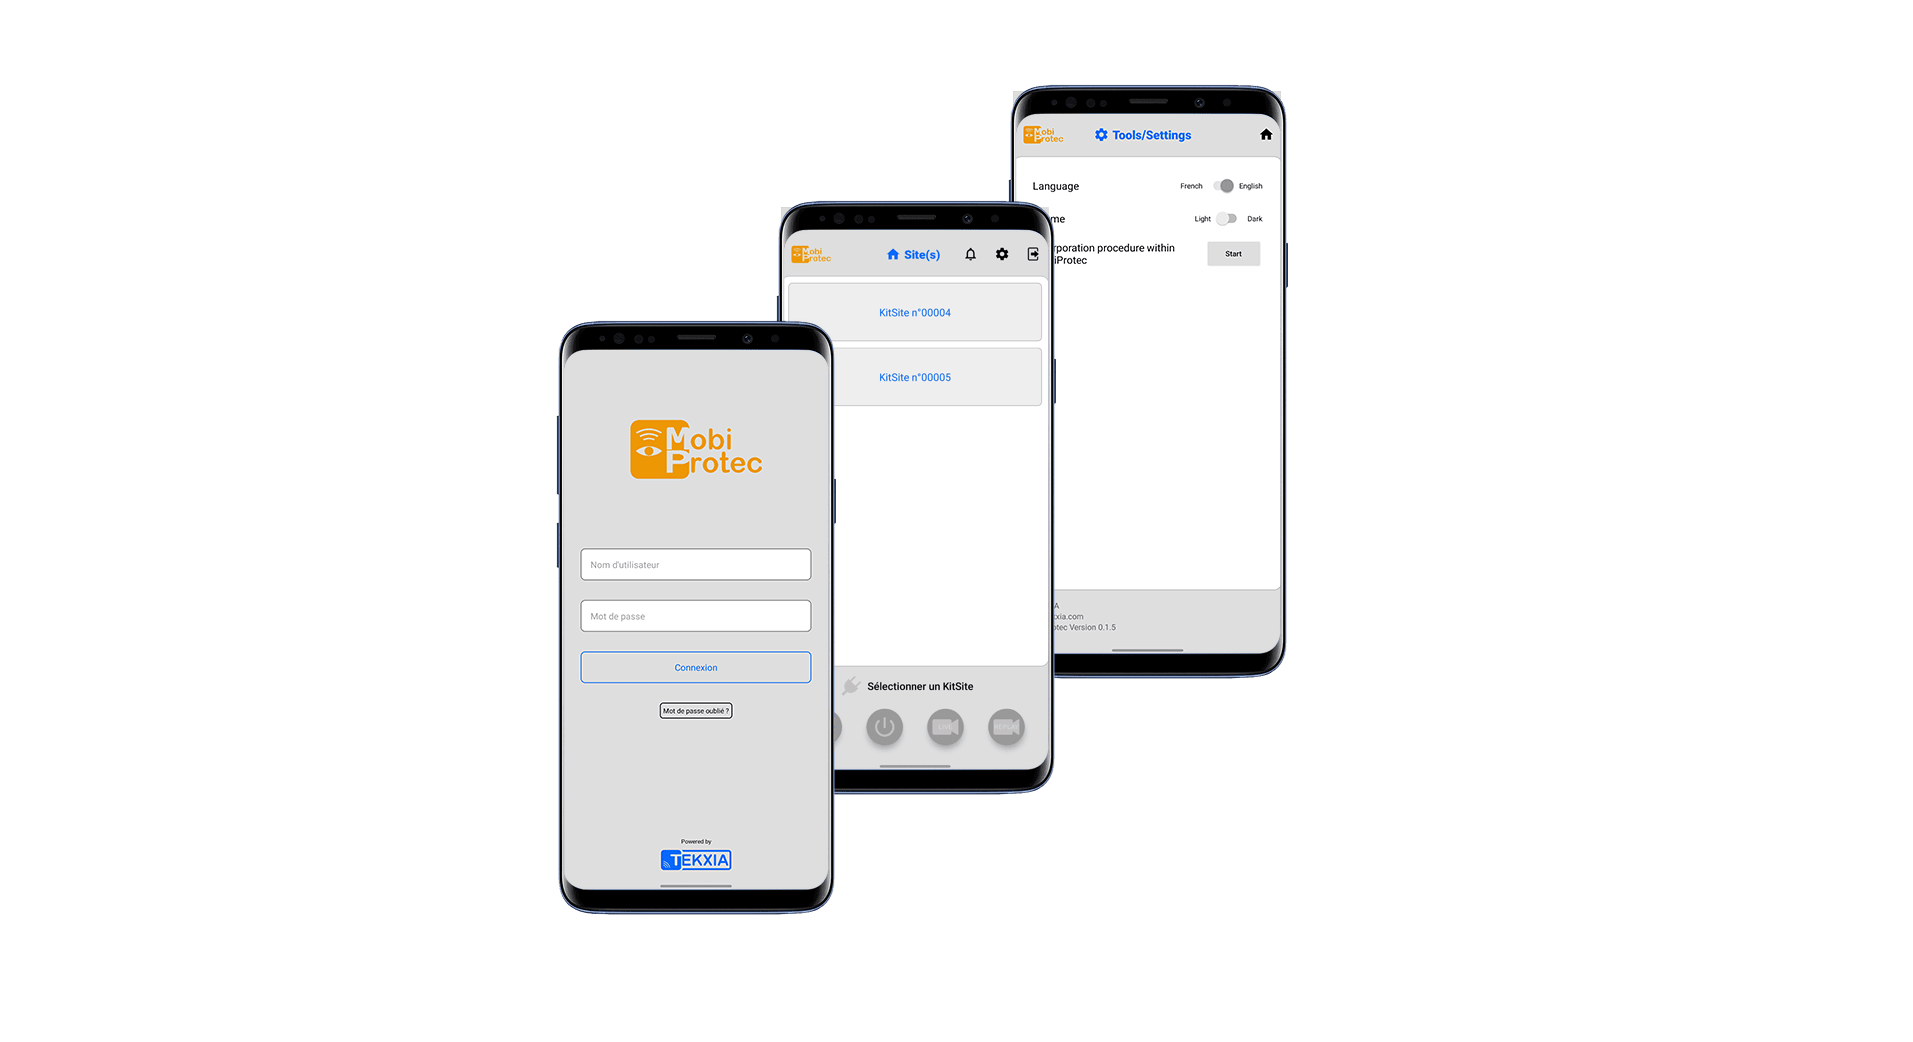 Mobi
Protec
Nom d'utilisateur
Mot de passe
Connexion
Mot de passe oublié ?
Powered by
TEKXIA
Mobi
Protec
Site(s)
KitSite n°00004
KitSite n°00005
Sélectionner un KitSite
Mobi
Protec
Tools/Settings
Language
French
English
me
Light
Dark
rporation procedure within
iProtec
Start
A
xia.com
otec Version 0.1.5